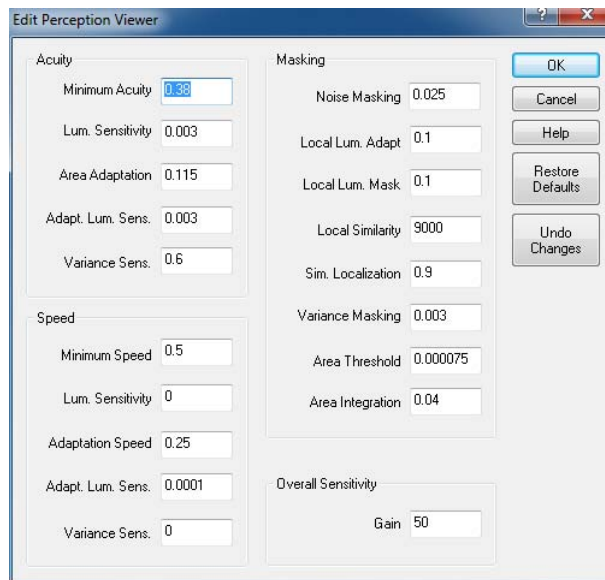 Edit Perception Viewer
? X
Acuity
Minimum Acuity 0.38
Lum. Sensitivity 0.003
Area Adaptation 0.115
Adapt. Lum. Sens. 0.003
Variance Sens. 0.6
Speed
Minimum Speed 0.5
Lum. Sensitivity 0
Adaptation Speed 0.25
Adapt. Lum. Sens. 0.0001
Variance Sens. 0
Masking
Noise Masking 0.025
Local Lum. Adapt 0.1
Local Lum. Mask 0.1
Local Similarity 9000
Sim. Localization 0.9
Variance Masking 0.003
Area Threshold 0.000075
Area Integration 0.04
Overall Sensitivity
Gain 50
OK
Cancel
Help
Restore
Defaults
Undo
Changes